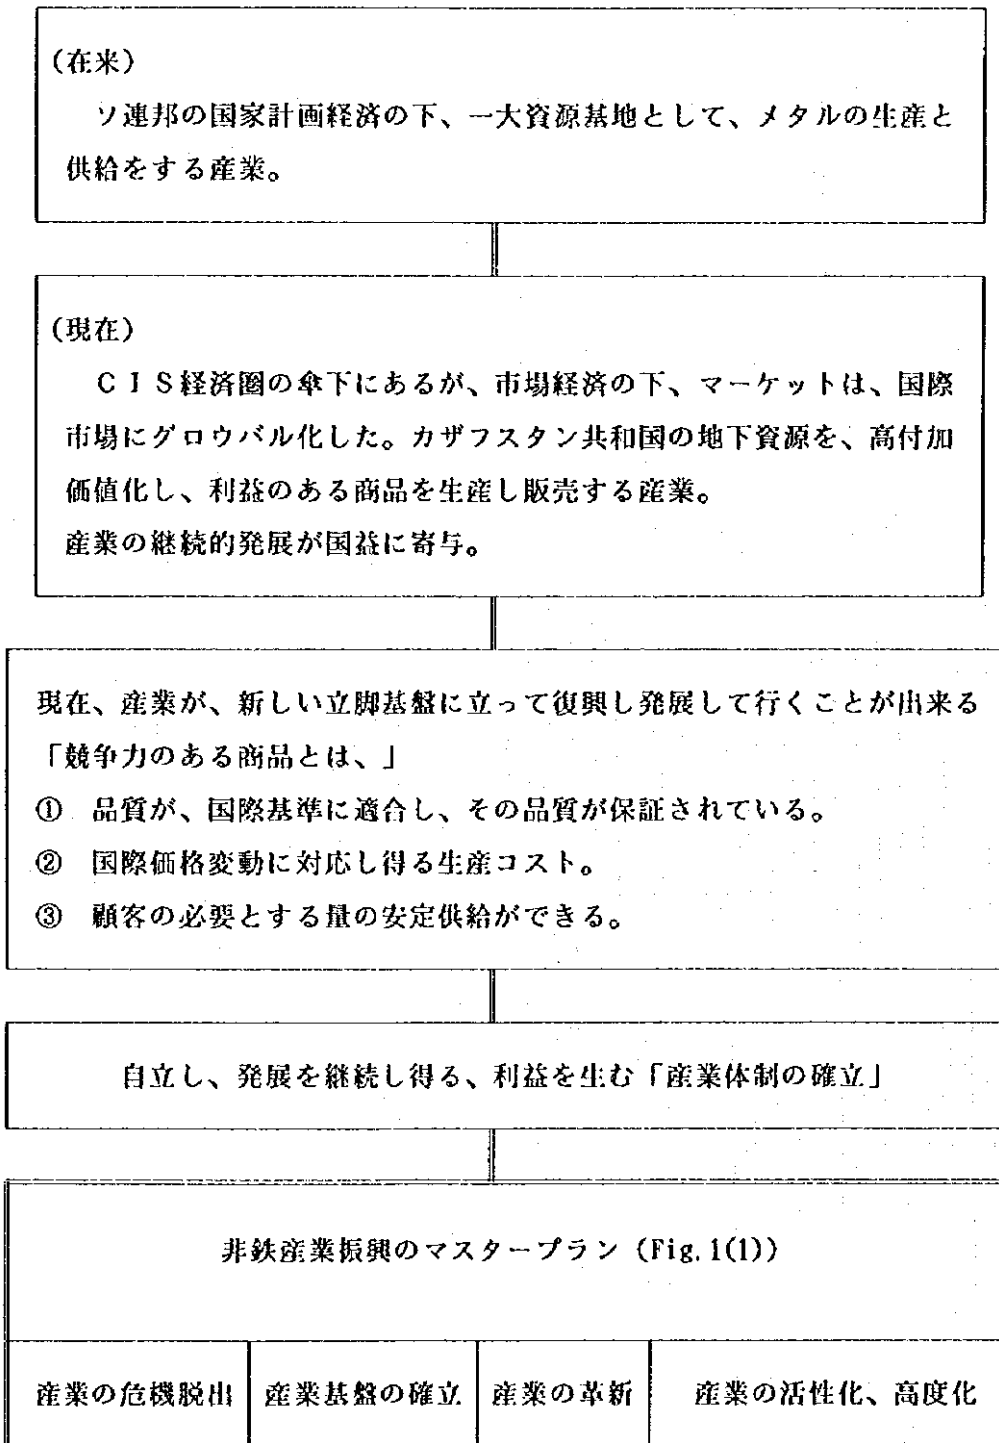 (在来)
ソ連邦の国家計画経済の下、一大資源基地として、メタルの生産と
供給をする産業。
(現在)
CIS経済圏の傘下にあるが、市場経済の下、マーケットは、国際
市場にグロウバル化した。カザフスタン共和国の地下資源を、高付加
価値化し、利益のある商品を生産し販売する産業。
産業の継続的発展が国益に寄与。
現在、産業が、新しい立脚基盤に立って復興し発展して行くことが出来る
「競争力のある商品とは、」
① 品質が、国際基準に適合し、その品質が保証されている。
② 国際価格変動に対応し得る生産コスト。
③ 顧客の必要とする量の安定供給ができる。
自立し、発展を継続し得る、利益を生む「産業体制の確立」
非鉄産業振興のマスタープラン (Fig. 1(1))
産業の危機脱出 産業基盤の確立 産業の革新 産業の活性化、高度化